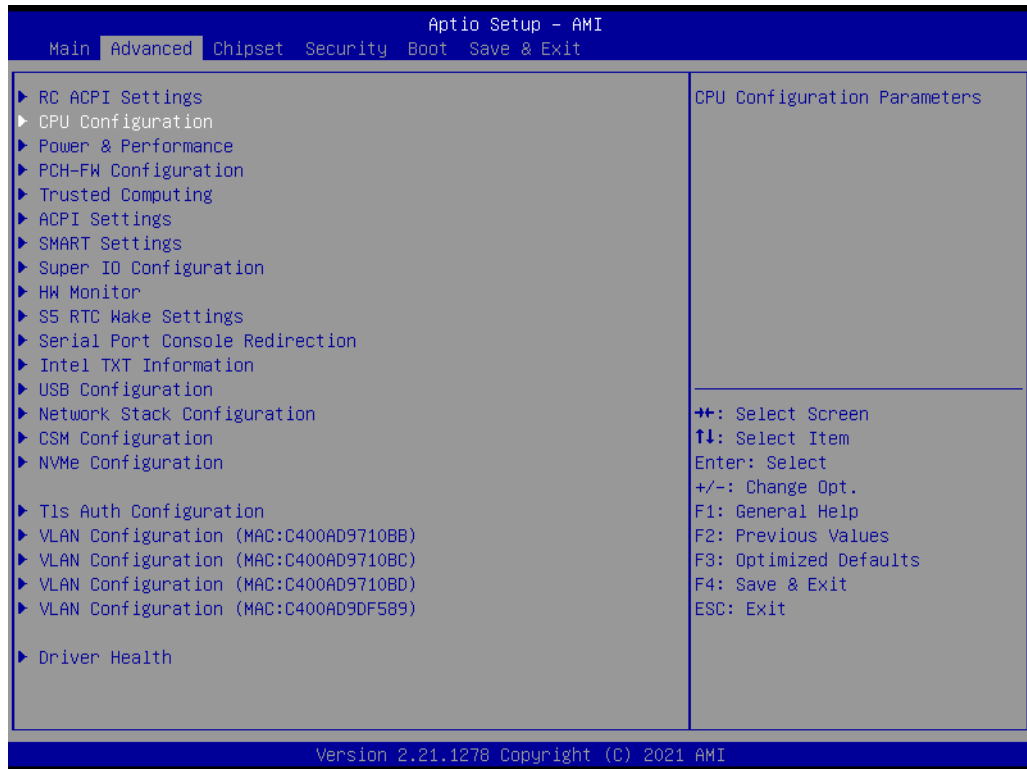 Aptio Setup – AMI
Main Advanced Chipset Security Boot Save & Exit
RC ACPI Settings
CPU Configuration
Power & Performance
PCH-FW Configuration
Trusted Computing
ACPI Settings
SMART Settings
Super IO Configuration
HW Monitor
S5 RTC Wake Settings
Serial Port Console Redirection
Intel TXT Information
USB Configuration
Network Stack Configuration
CSM Configuration
NVMe Configuration
Tls Auth Configuration
VLAN Configuration (MAC:C400AD9710BB)
VLAN Configuration (MAC:C400AD9710BC)
VLAN Configuration (MAC:C400AD9710BD)
VLAN Configuration (MAC:C400AD9DF589)
Driver Health
CPU Configuration Parameters
→←: Select Screen
↑↓: Select Item
Enter: Select
+/-: Change Opt.
F1: General Help
F2: Previous Values
F3: Optimized Defaults
F4: Save & Exit
ESC: Exit
Version 2.21.1278 Copyright (C) 2021 AMI